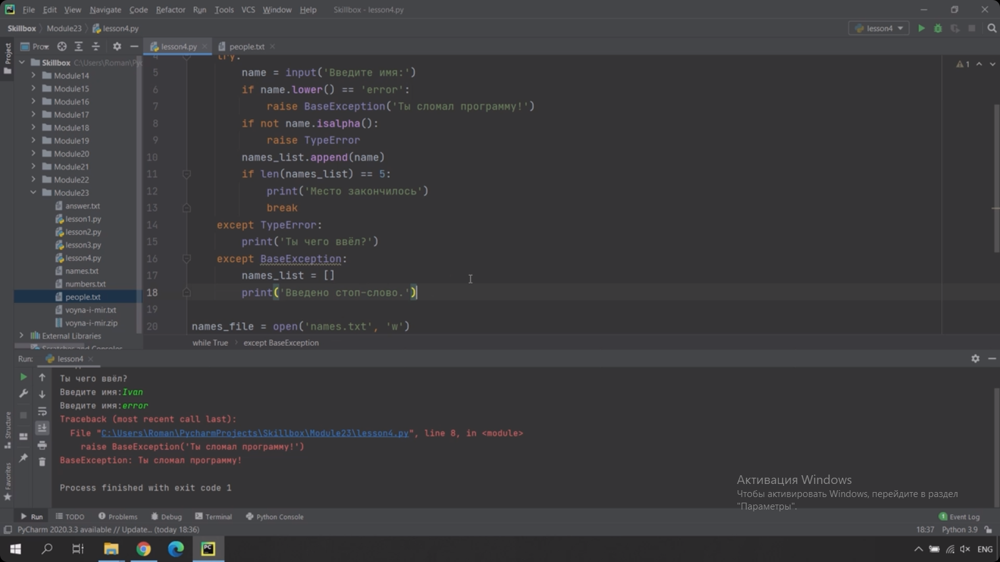 File Edit View Navigate Code Refactor Run Tools VCS Window Help Skillbox - lesson4.py
Skillbox Module23 lesson4.py lesson4
Project
Pro lesson4.py people.txt
Skillbox C:\Users\Roman\Pyc
Module14
Module15
Module16
Module17
Module18
Module19
Module20
Module21
Module22
Module23
answer.txt
lesson1.py
lesson2.py
lesson3.py
lesson4.py
names.txt
numbers.txt
people.txt
voyna-i-mir.txt
voyna-i-mir.zip
External Libraries
Scratches and Consoles
4 try:
5 name = input('Введите имя:')
6 if name.lower() == 'error':
7 raise BaseException('Ты сломал программу!')
8 if not name.isalpha():
9 raise TypeError
10 names_list.append(name)
11 if len(names_list) == 5:
12 print('Место закончилось')
13 break
14 except TypeError:
15 print('Ты чего ввёл?')
16 except BaseException:
17 names_list = []
18 print('Введено стоп-слово.')
19
20 names_file = open('names.txt', 'w')
1
while True except BaseException
Run: lesson4
Ты чего ввёл?
Введите имя:Ivan
Введите имя:error
Traceback (most recent call last):
File "C:\Users\Roman\PycharmProjects\Skillbox\Module23\lesson4.py", line 8, in <module>
raise BaseException('Ты сломал программу!')
BaseException: Ты сломал программу!
Process finished with exit code 1
Structure
Favorites
Активация Windows
Чтобы активировать Windows, перейдите в раздел
"Параметры".
Run TODO Problems Debug Terminal Python Console 1 Event Log
PyCharm 2020.3.3 available // Update... (today 18:36) 18:37 Python 3.9
PC ENG